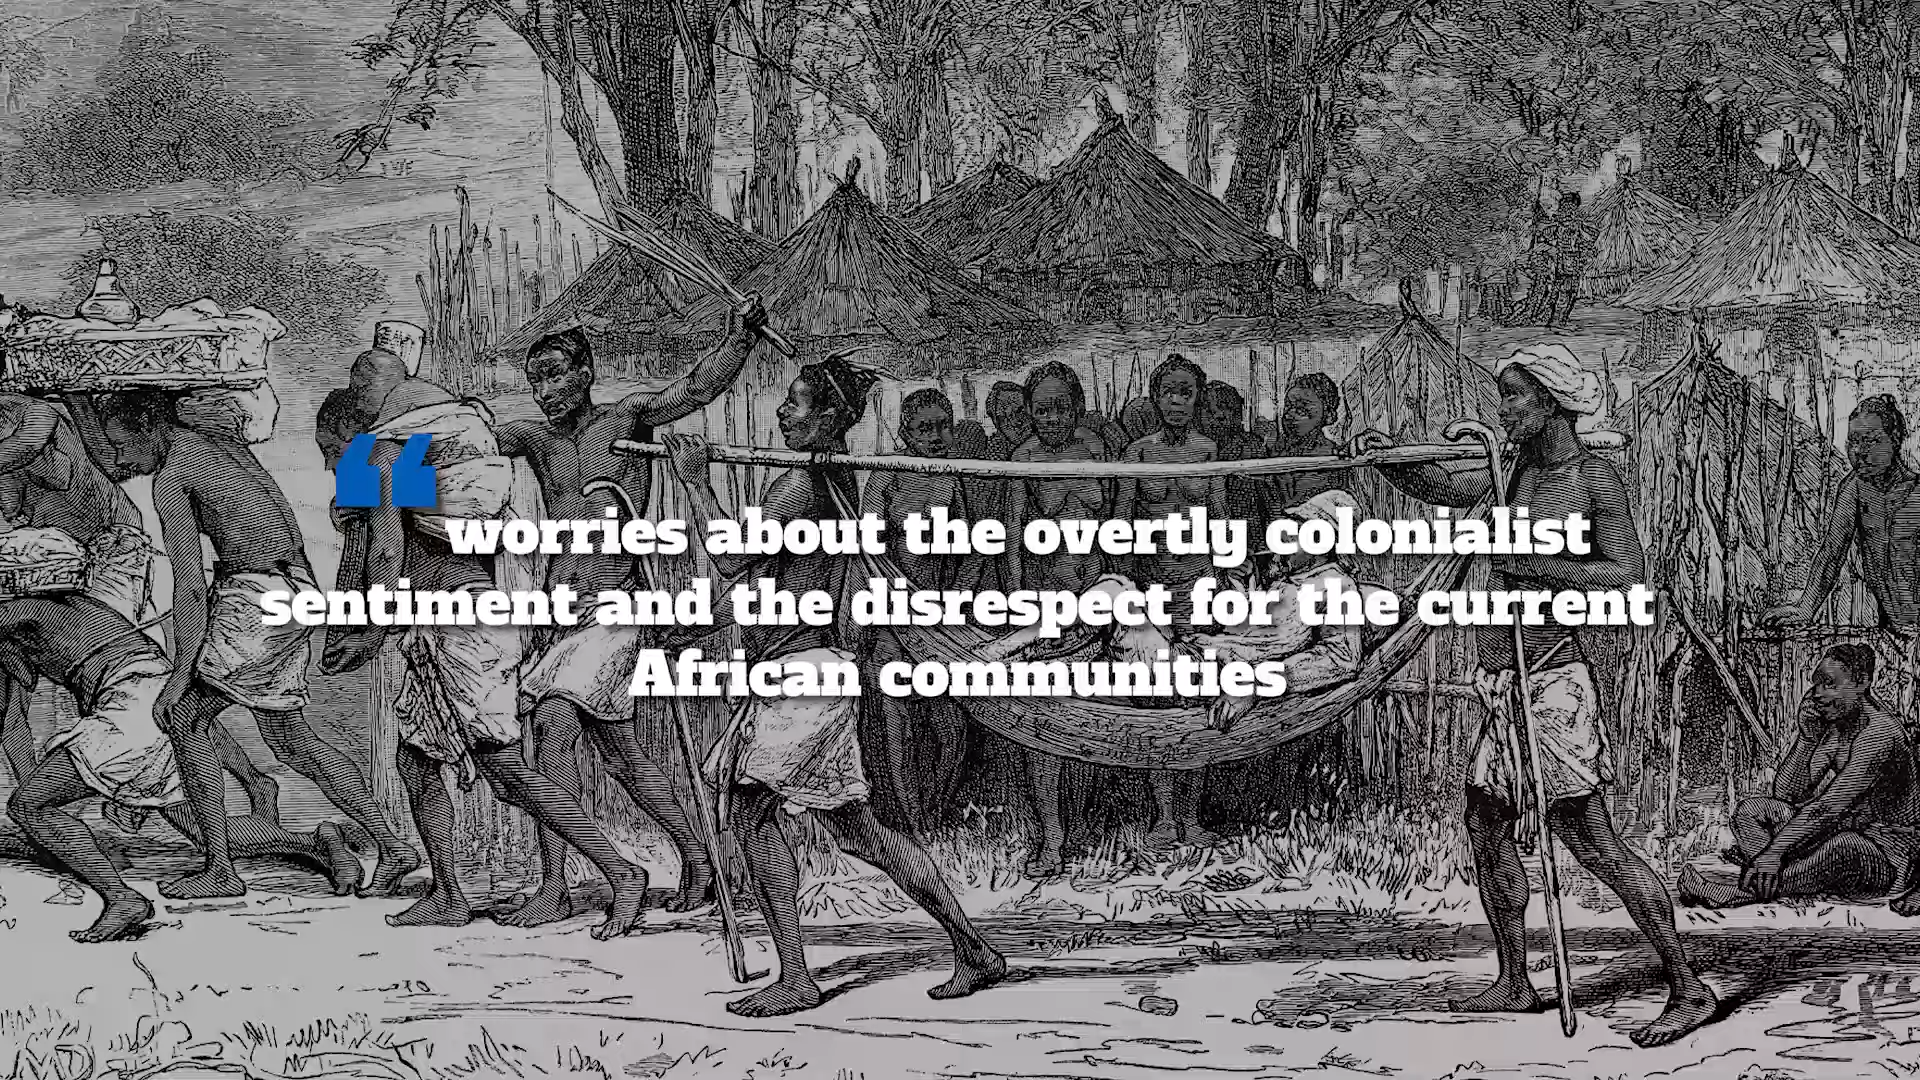 “worries about the overtly colonialist
sentiment and the disrespect for the current
African communities